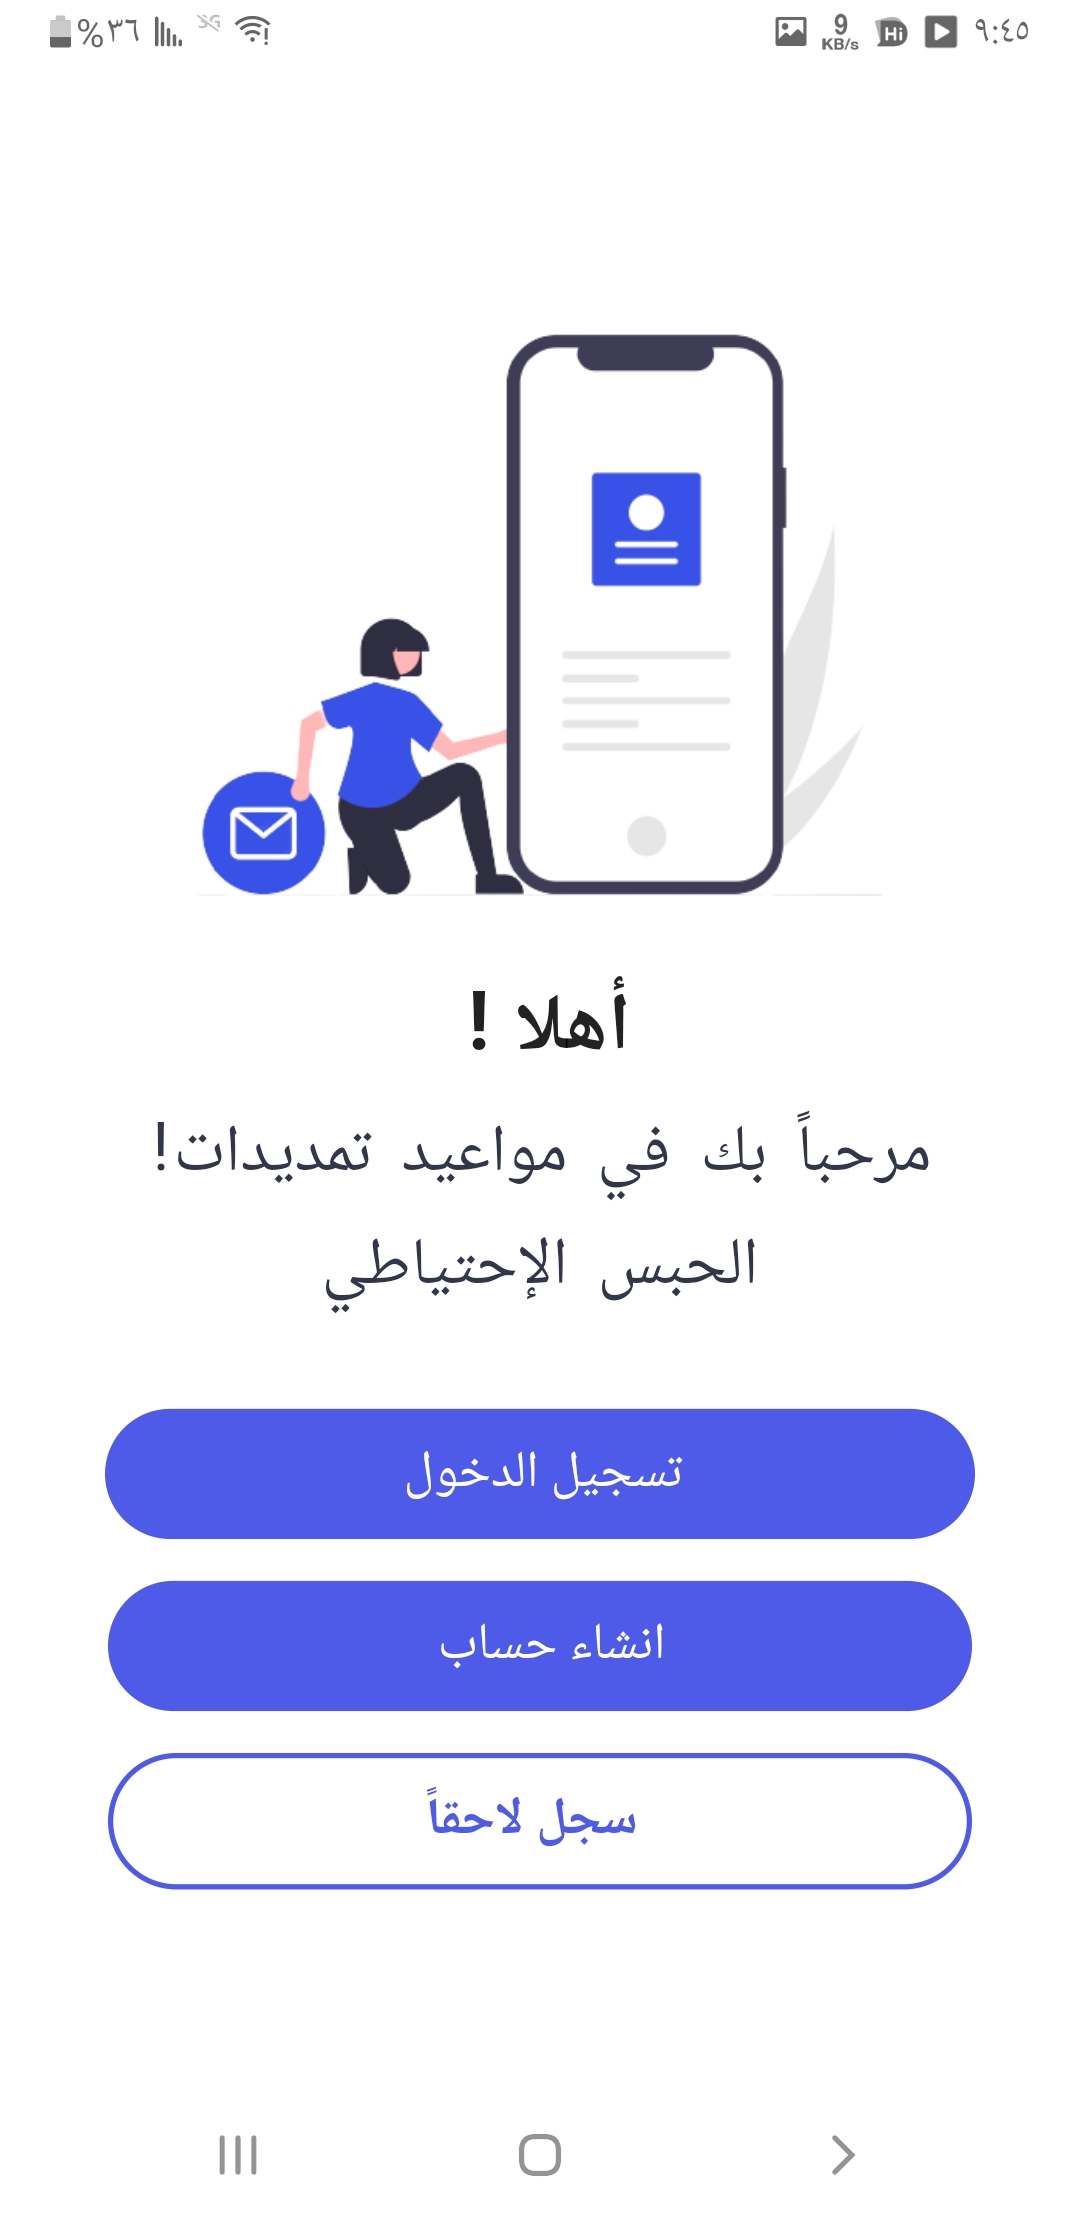 ٩:٤٥
Hi
9 KB/s
3G
%٣٦
أهلا !
مرحباً بك في مواعيد تمديدات!
الحبس الإحتياطي
تسجيل الدخول
انشاء حساب
سجل لاحقاً